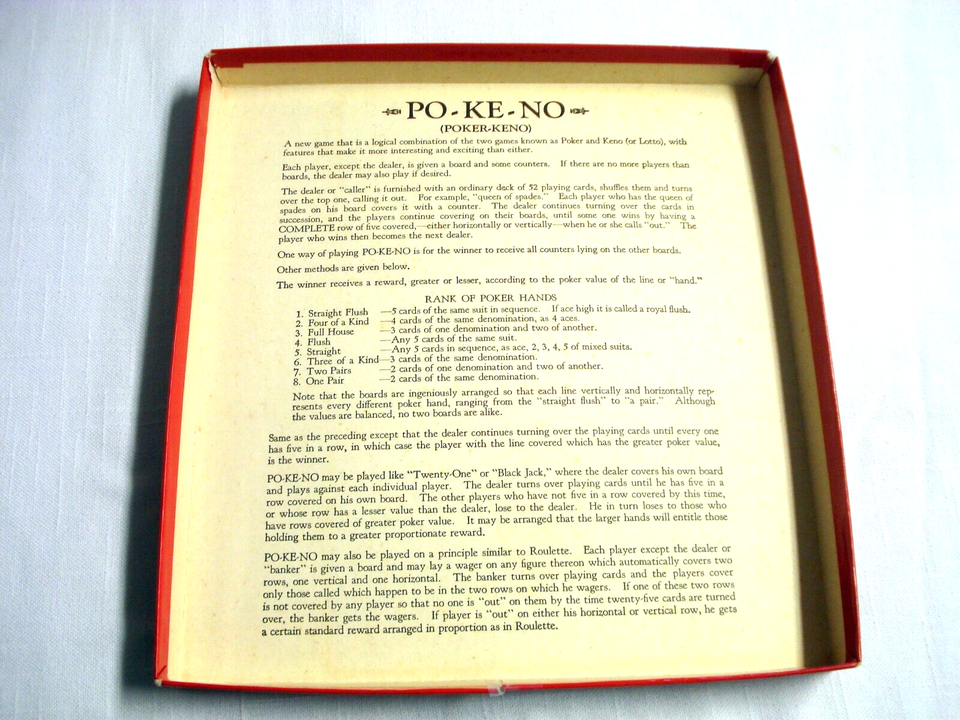 PO-KE-NO
(POKER-KENO)
A new game that is a logical combination of the two games known as Poker and Keno (or Lotto), with
features that make it more interesting and exciting than either.
Each player, except the dealer, is given a board and some counters. If there are no more players than
boards, the dealer may also play if desired.
The dealer or "caller" is furnished with an ordinary deck of 52 playing cards, shuffles them and turns
over the top one, calling it out. For example, "queen of spades." Each player who has the queen of
spades on his board covers it with a counter. The dealer continues turning over the cards in
succession, and the players continue covering on their boards, until some one wins by having a
COMPLETE row of five covered,—either horizontally or vertically—when he or she calls "out." The
player who wins then becomes the next dealer.
One way of playing PO-KE-NO is for the winner to receive all counters lying on the other boards.
Other methods are given below.
The winner receives a reward, greater or lesser, according to the poker value of the line or "hand."
RANK OF POKER HANDS
1. Straight Flush —5 cards of the same suit in sequence. If ace high it is called a royal flush.
2. Four of a Kind —4 cards of the same denomination, as 4 aces.
3. Full House —3 cards of one denomination and two of another.
4. Flush —Any 5 cards of the same suit.
5. Straight —Any 5 cards in sequence, as ace, 2, 3, 4, 5 of mixed suits.
6. Three of a Kind—3 cards of the same denomination.
7. Two Pairs —2 cards of one denomination and two of another.
8. One Pair —2 cards of the same denomination.
Note that the boards are ingeniously arranged so that each line vertically and horizontally rep-
resents every different poker hand, ranging from the "straight flush" to "a pair." Although
the values are balanced, no two boards are alike.
Same as the preceding except that the dealer continues turning over the playing cards until every one
has five in a row, in which case the player with the line covered which has the greater poker value,
is the winner.
PO-KE-NO may be played like "Twenty-One" or "Black Jack," where the dealer covers his own board
and plays against each individual player. The dealer turns over playing cards until he has five in a
row covered on his own board. The other players who have not five in a row covered by this time,
or whose row has a lesser value than the dealer, lose to the dealer. He in turn loses to those who
have rows covered of greater poker value. It may be arranged that the larger hands will entitle those
holding them to a greater proportionate reward.
PO-KE-NO may also be played on a principle similar to Roulette. Each player except the dealer or
"banker" is given a board and may lay a wager on any figure thereon which automatically covers two
rows, one vertical and one horizontal. The banker turns over playing cards and the players cover
only those called which happen to be in the two rows on which he wagers. If one of these two rows
is not covered by any player so that no one is "out" on them by the time twenty-five cards are turned
over, the banker gets the wagers. If player is "out" on either his horizontal or vertical row, he gets
a certain standard reward arranged in proportion as in Roulette.